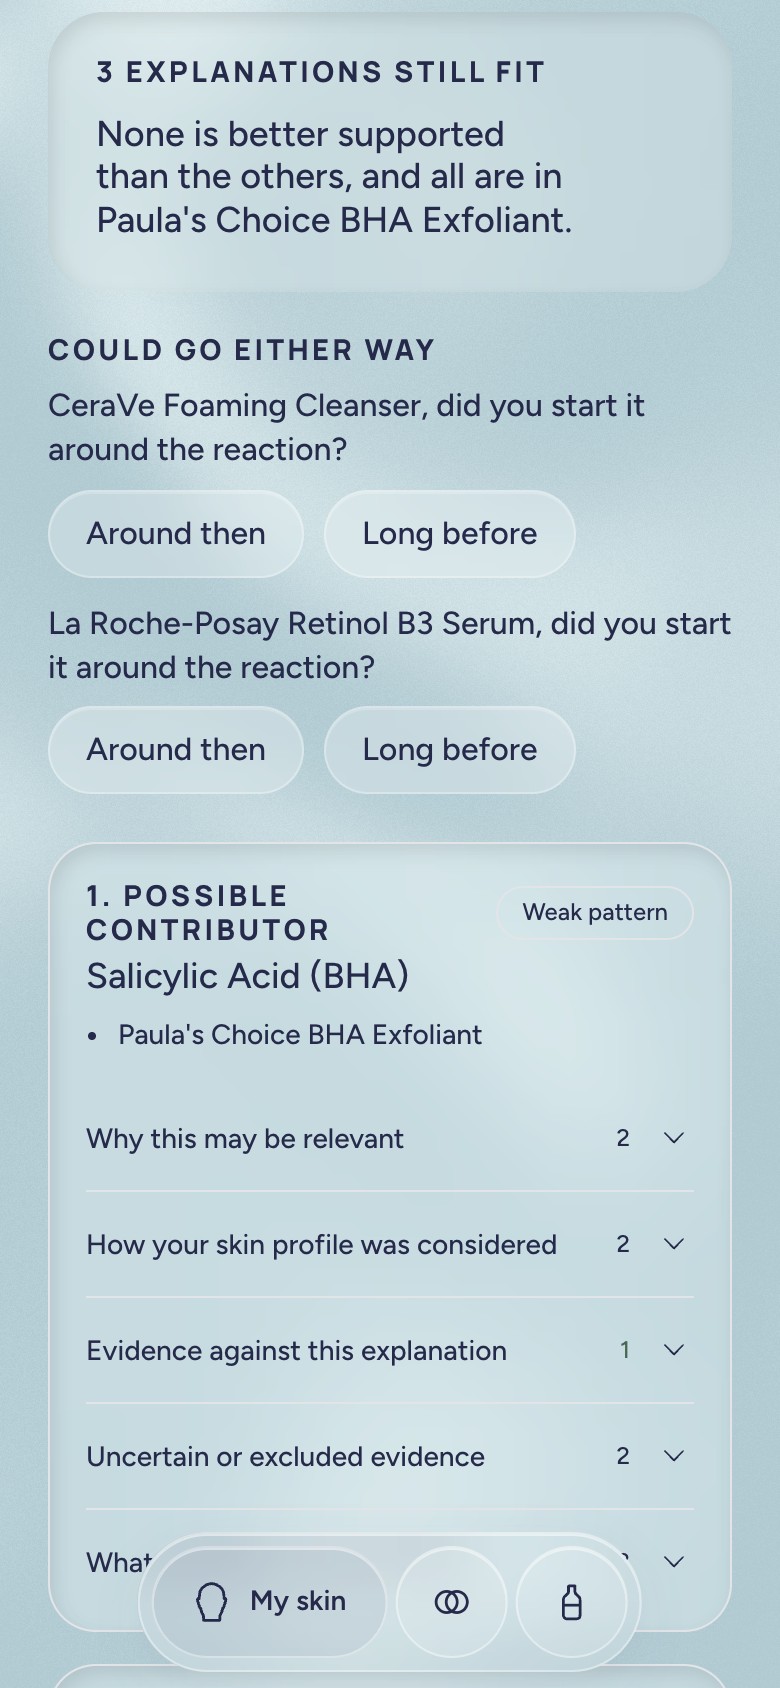 3 EXPLANATIONS STILL FIT
None is better supported
than the others, and all are in
Paula's Choice BHA Exfoliant.
COULD GO EITHER WAY
CeraVe Foaming Cleanser, did you start it
around the reaction?
Around then Long before
La Roche-Posay Retinol B3 Serum, did you start
it around the reaction?
Around then Long before
1. POSSIBLE
CONTRIBUTOR
Weak pattern
Salicylic Acid (BHA)
• Paula's Choice BHA Exfoliant
Why this may be relevant 2
How your skin profile was considered 2
Evidence against this explanation 1
Uncertain or excluded evidence 2
What
My skin